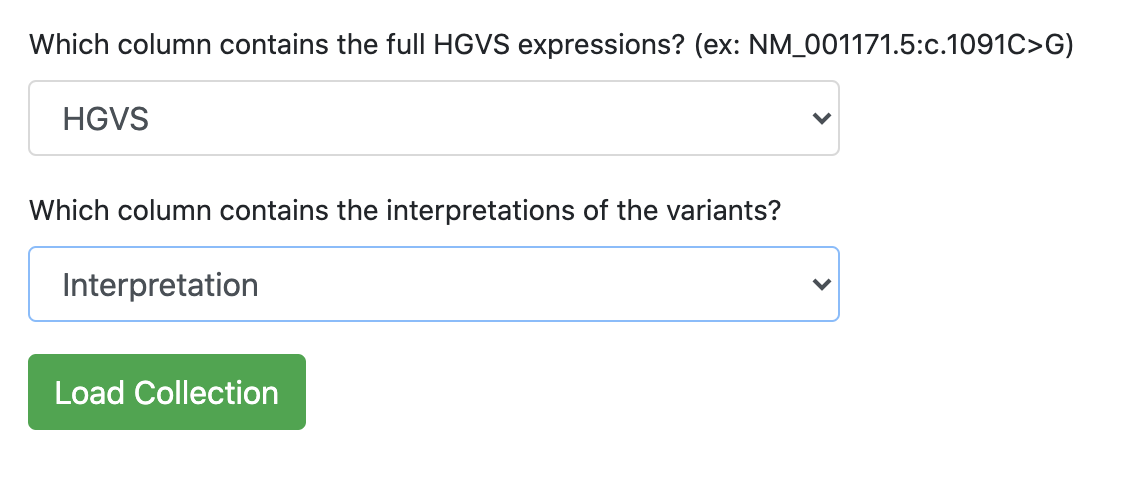 Which column contains the full HGVS expressions? (ex: NM_001171.5:c.1091C>G)
HGVS
Which column contains the interpretations of the variants?
Interpretation
Load Collection